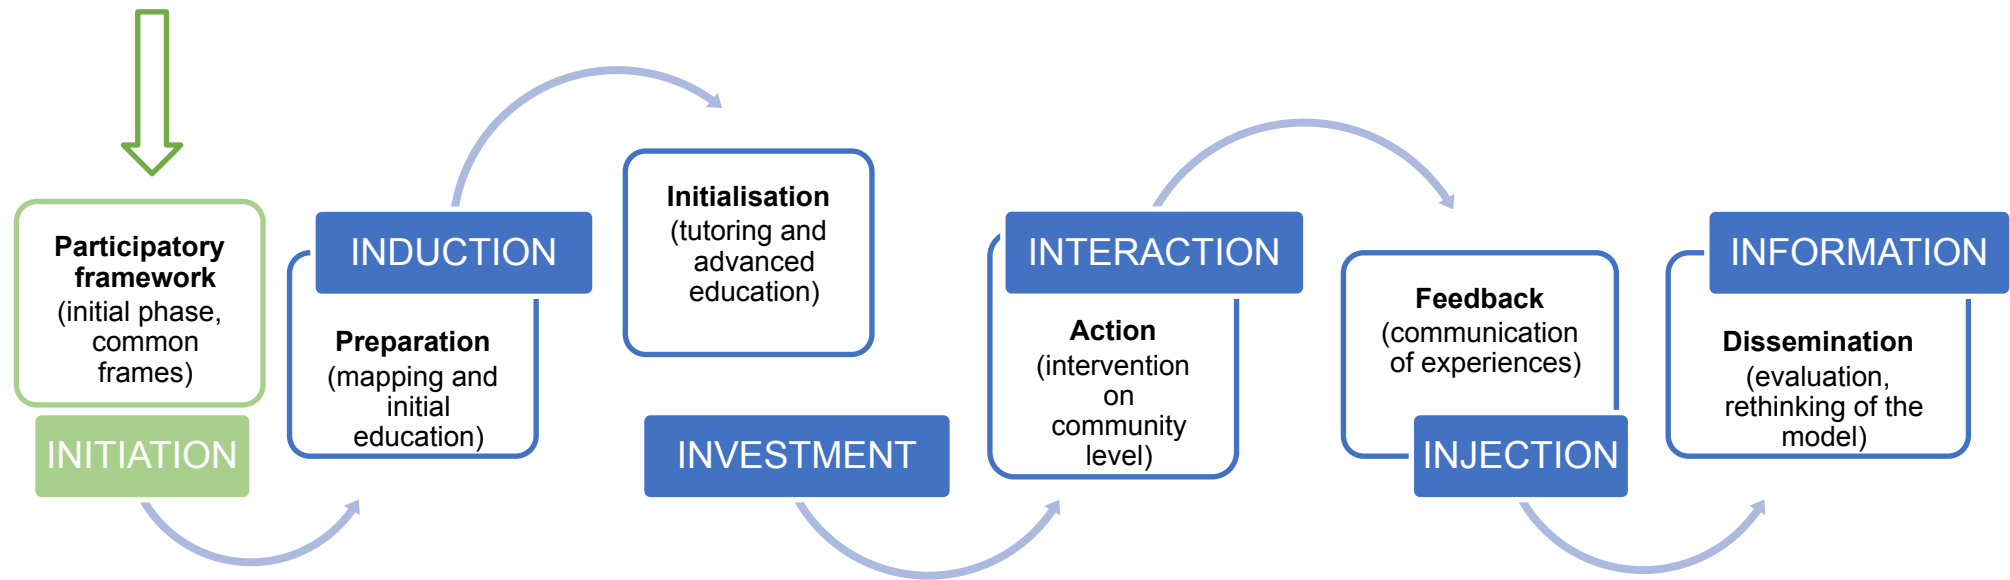 Participatory
framework
(initial phase,
common
frames)
INITIATION
INDUCTION
Preparation
(mapping and
initial
education)
Initialisation
(tutoring and
advanced
education)
INVESTMENT
INTERACTION
Action
(intervention
on
community
level)
Feedback
(communication
of experiences)
INJECTION
INFORMATION
Dissemination
(evaluation,
rethinking of the
model)